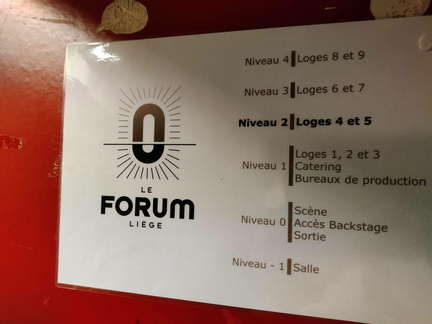 LE
FORUM
LIÈGE
Niveau 4 Loges 8 et 9
Niveau 3 Loges 6 et 7
Niveau 2 Loges 4 et 5
Niveau 1 Loges 1, 2 et 3
Catering
Bureaux de production
Niveau 0 Scène
Accès Backstage
Sortie
Niveau - 1 Salle